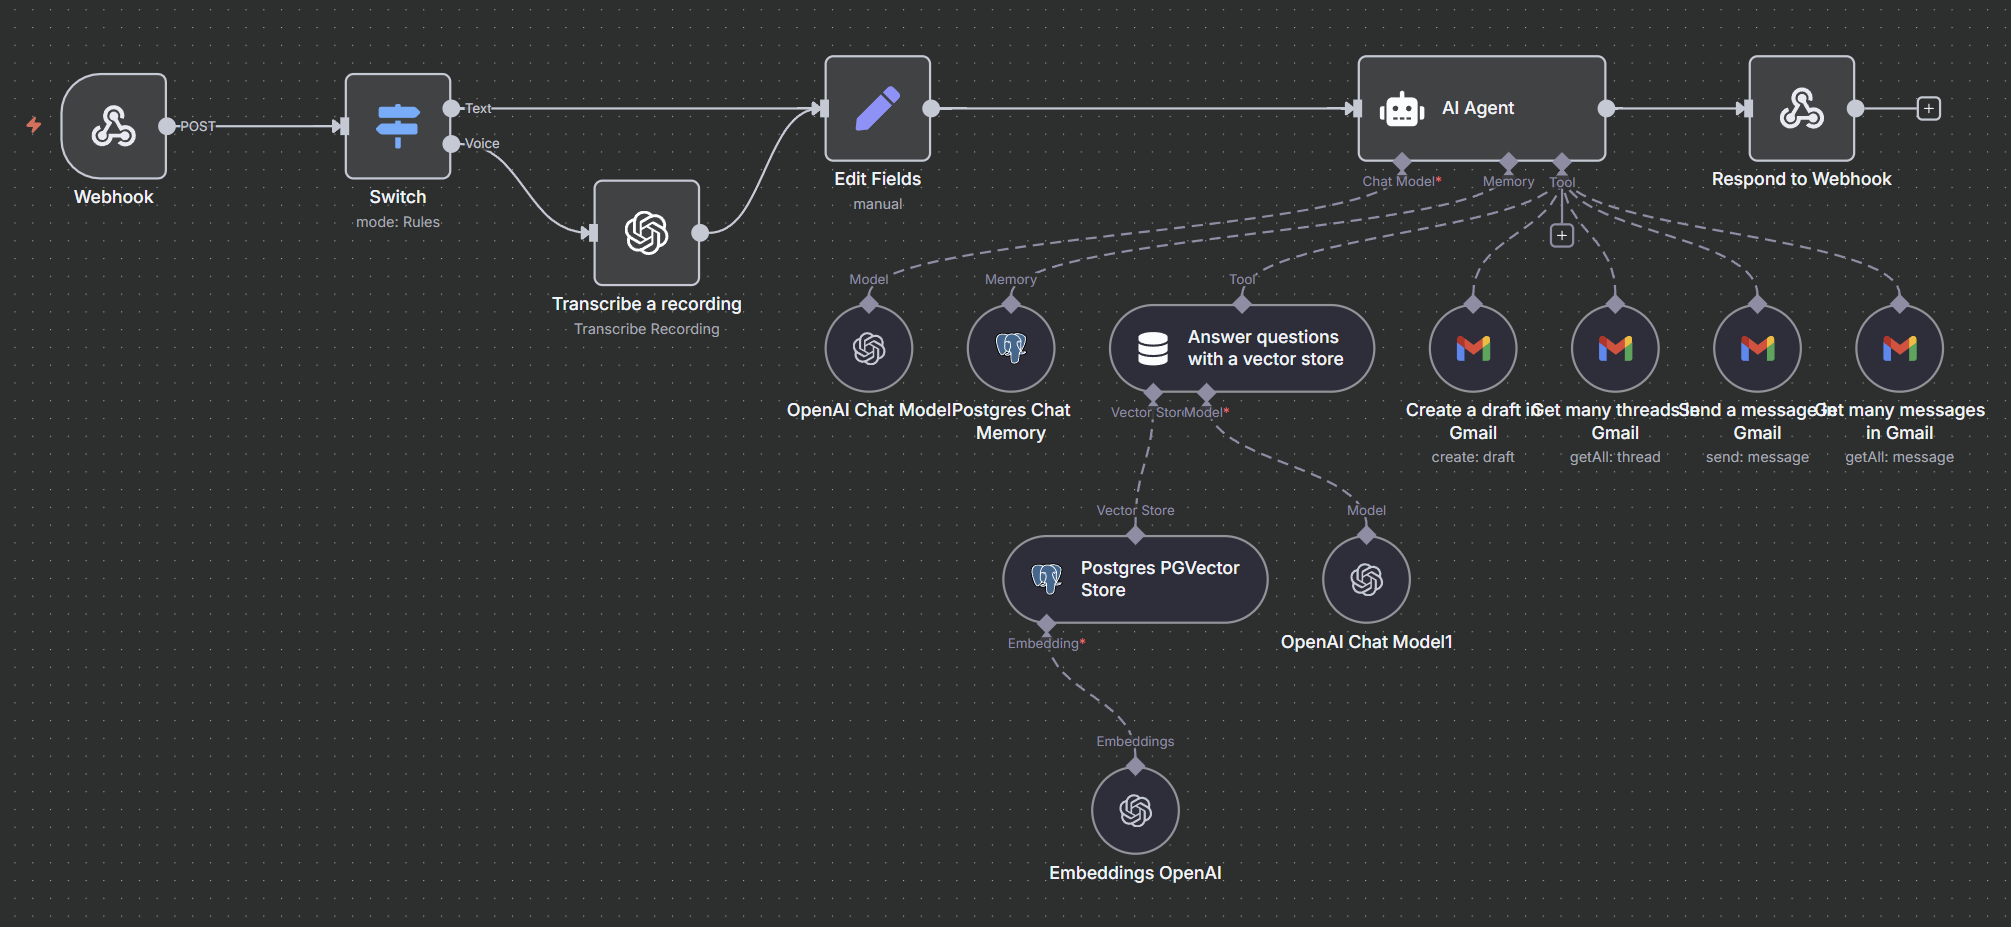 POST
Webhook
Text
Voice
Switch
mode: Rules
Transcribe a recording
Transcribe Recording
Edit Fields
manual
AI Agent
Chat Model*
Memory
Tool
Respond to Webhook
Model
Memory
Tool
OpenAI Chat Model
Postgres Chat
Memory
Answer questions
with a vector store
Vector Store
Model*
Create a draft in
Gmail
create: draft
Get many threads in
Gmail
getAll: thread
Send a message in
Gmail
send: message
Get many messages
in Gmail
getAll: message
Vector Store
Postgres PGVector
Store
Embedding*
Model
OpenAI Chat Model1
Embeddings
Embeddings OpenAI